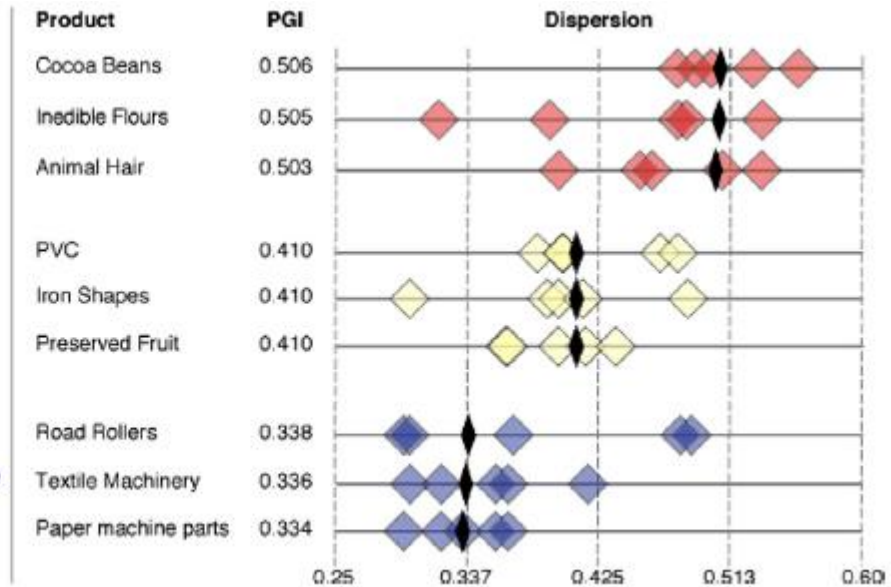 Product PGI Dispersion
Cocoa Beans 0.506
Inedible Flours 0.505
Animal Hair 0.503
PVC 0.410
Iron Shapes 0.410
Preserved Fruit 0.410
Road Rollers 0.338
Textile Machinery 0.336
Paper machine parts 0.334
0.25 0.337 0.425 0.513 0.60